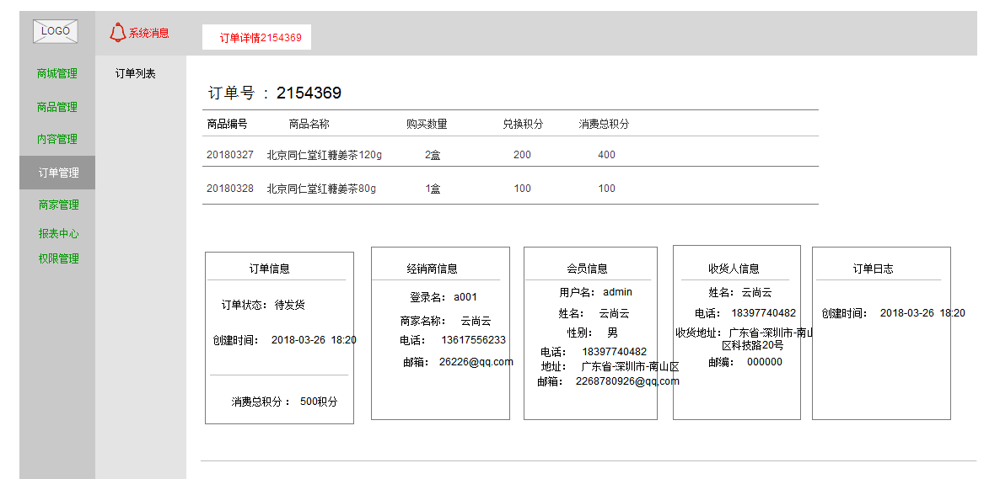 LOGO
系统消息
订单详情2154369
商城管理
商品管理
内容管理
订单管理
商家管理
报表中心
权限管理
订单列表
订单号 : 2154369
商品编号 商品名称 购买数量 兑换积分 消费总积分
20180327 北京同仁堂红糖姜茶120g 2盒 200 400
20180328 北京同仁堂红糖姜茶80g 1盒 100 100
订单信息
订单状态: 待发货
创建时间: 2018-03-26 18:20
消费总积分: 500积分
经销商信息
登录名: a001
商家名称: 云尚云
电话: 13617556233
邮箱: 26226@qq.com
会员信息
用户名: admin
姓名: 云尚云
性别: 男
电话: 18397740482
地址: 广东省-深圳市-南山区
邮箱: 2268780926@qq,com
收货人信息
姓名: 云尚云
电话: 18397740482
收货地址: 广东省-深圳市-南山
区科技路20号
邮编: 000000
订单日志
创建时间: 2018-03-26 18:20